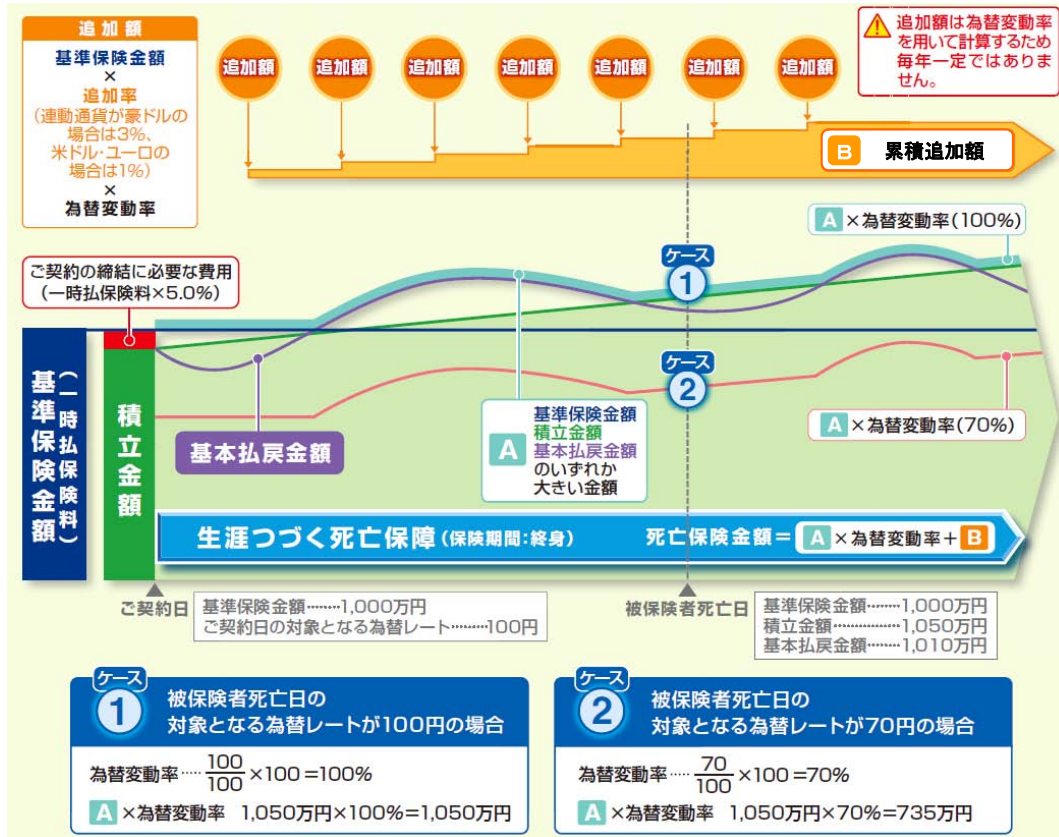 追加額
基準保険金額
×
追加率
(連動通貨が豪ドルの
場合は3%、
米ドル・ユーロの
場合は1%)
×
為替変動率
追加額
追加額
追加額
追加額
追加額
追加額
追加額
追加額は為替変動率
を用いて計算するため
毎年一定ではありま
せん。
B 累積追加額
A×為替変動率(100%)
ご契約の締結に必要な費用
(一時払保険料×5.0%)
ケース
1
ケース
2
基準保険金額
(一時払保険料)
積立金額
基本払戻金額
A
基準保険金額
積立金額
基本払戻金額
のいずれか
大きい金額
A×為替変動率(70%)
生涯つづく死亡保障(保険期間:終身)
死亡保険金額=A×為替変動率+B
ご契約日
基準保険金額……1,000万円
ご契約日の対象となる為替レート………100円
被保険者死亡日
基準保険金額………1,000万円
積立金額……………1,050万円
基本払戻金額………1,010万円
ケース
1
被保険者死亡日の
対象となる為替レートが100円の場合
為替変動率…‥100/100×100=100%
A×為替変動率 1,050万円×100%=1,050万円
ケース
2
被保険者死亡日の
対象となる為替レートが70円の場合
為替変動率…‥70/100×100=70%
A×為替変動率 1,050万円×70%=735万円